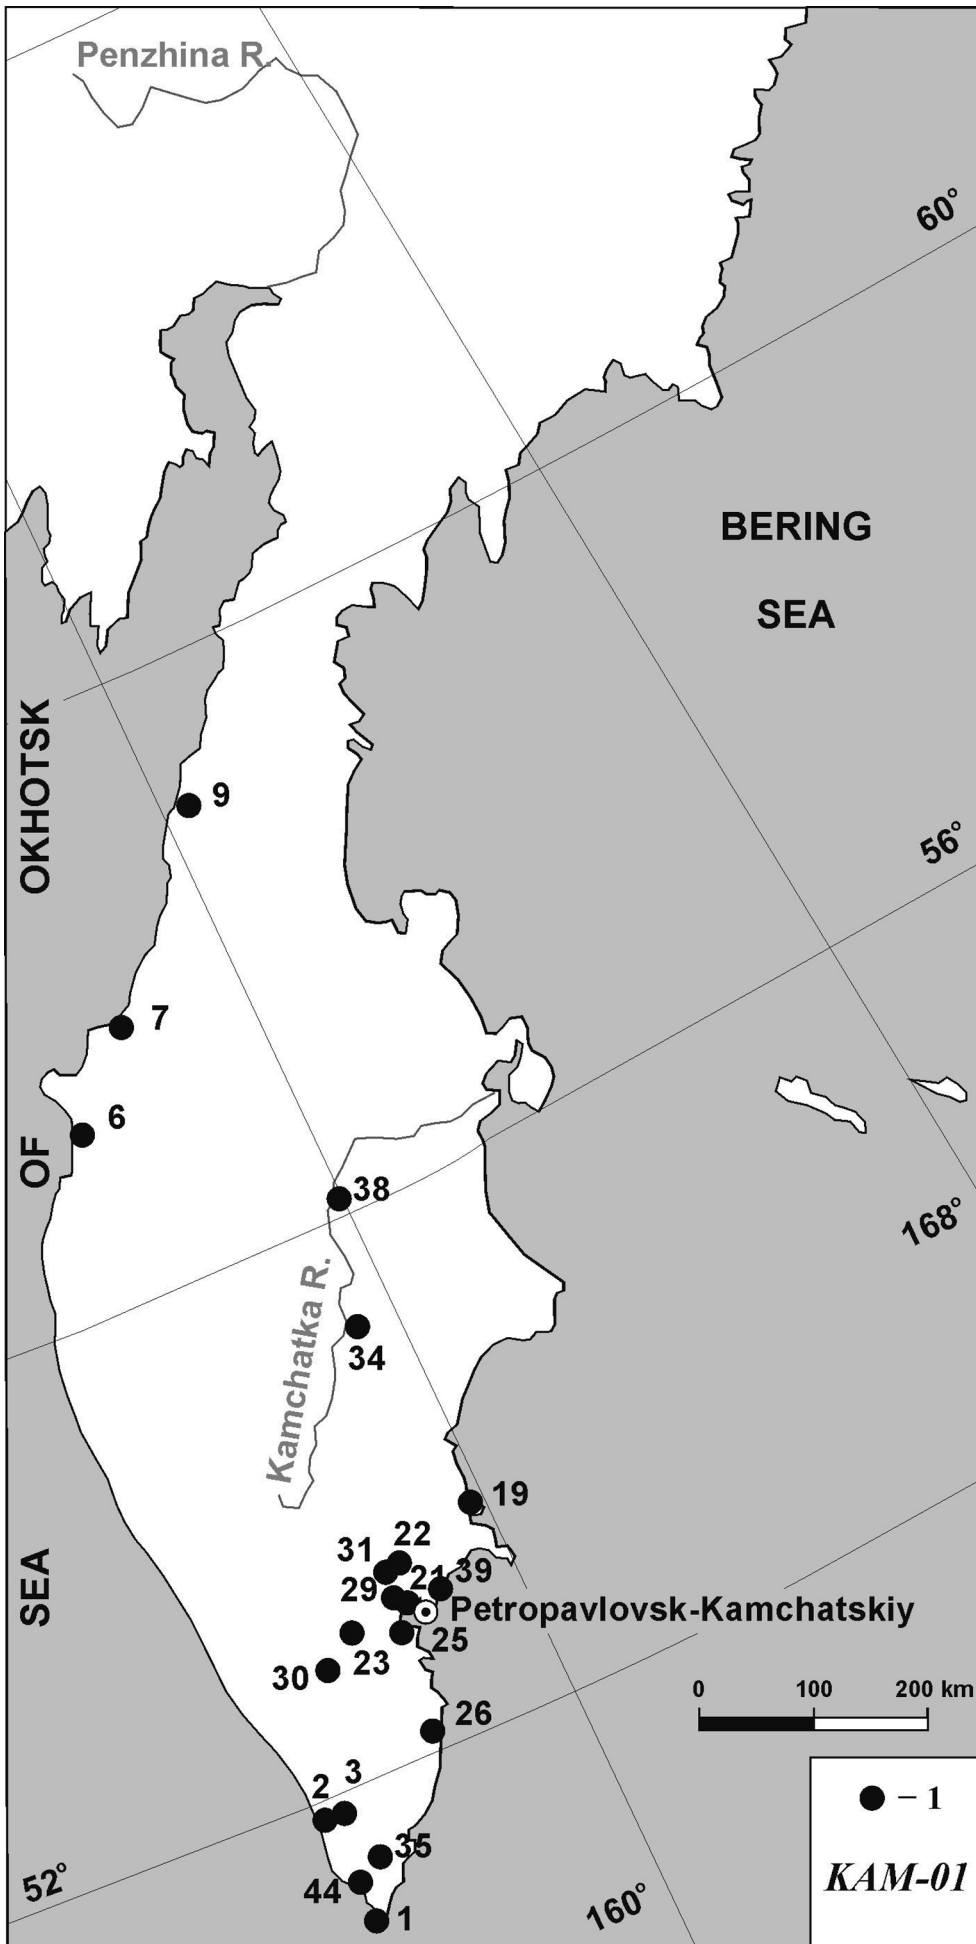 Penzhina R.
60°
BERING
SEA
OKHOTSK
9
56°
7
6
OF
38
168°
Kamchatka R.
34
19
22
31
39
29
21
SEA
Petropavlovsk-Kamchatskiy
25
23
30
0 100 200 km
26
2
3
– 1
35
52°
44
KAM-01
160°
1